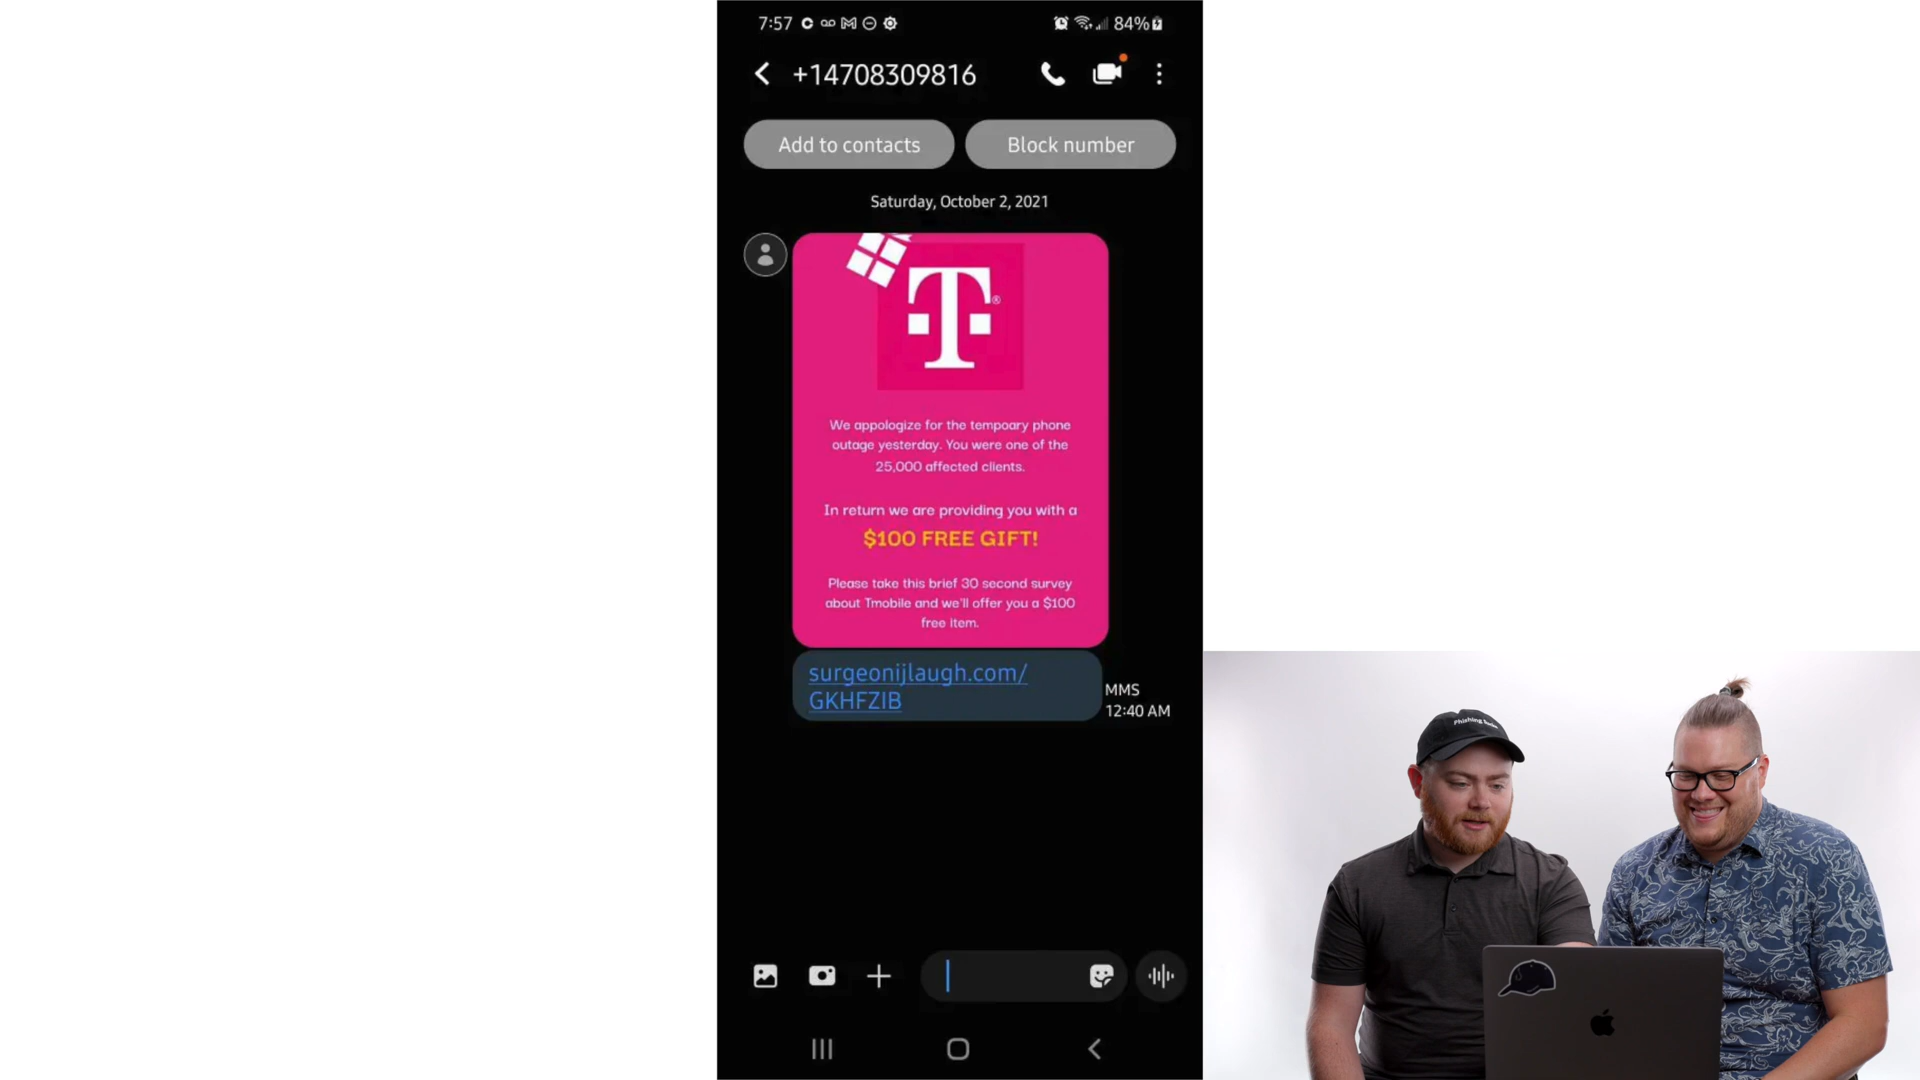 7:57
84%
+14708309816
Add to contacts
Block number
Saturday, October 2, 2021
T
®
We appologize for the tempoary phone
outage yesterday. You were one of the
25,000 affected clients.
In return we are providing you with a
$100 FREE GIFT!
Please take this brief 30 second survey
about Tmobile and we'll offer you a $100
free item.
surgeonijlaugh.com/
GKHFZIB
MMS
12:40 AM
Phishing